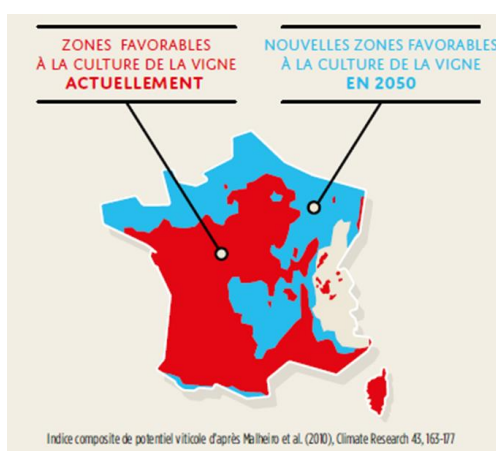 ZONES FAVORABLES
À LA CULTURE DE LA VIGNE
ACTUELLEMENT
NOUVELLES ZONES FAVORABLES
À LA CULTURE DE LA VIGNE
EN 2050
Indice composite de potentiel viticole d'après Malheiro et al. (2010), Climate Research 43, 163-177